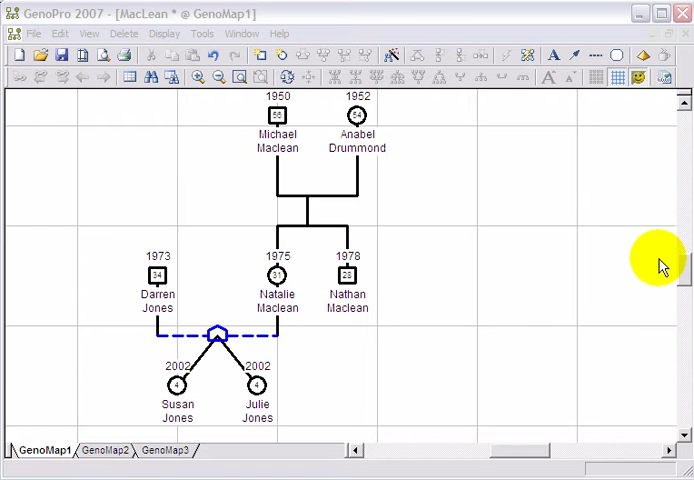 GenoPro 2007 - [MacLean * @ GenoMap1]
File Edit View Delete Display Tools Window Help
A
A A
1950 1952
56 54
Michael Anabel
Maclean Drummond
1973 1975 1978
34 31 28
Darren Natalie Nathan
Jones Maclean Maclean
2002 2002
4 4
Susan Julie
Jones Jones
GenoMap1 GenoMap2 GenoMap3